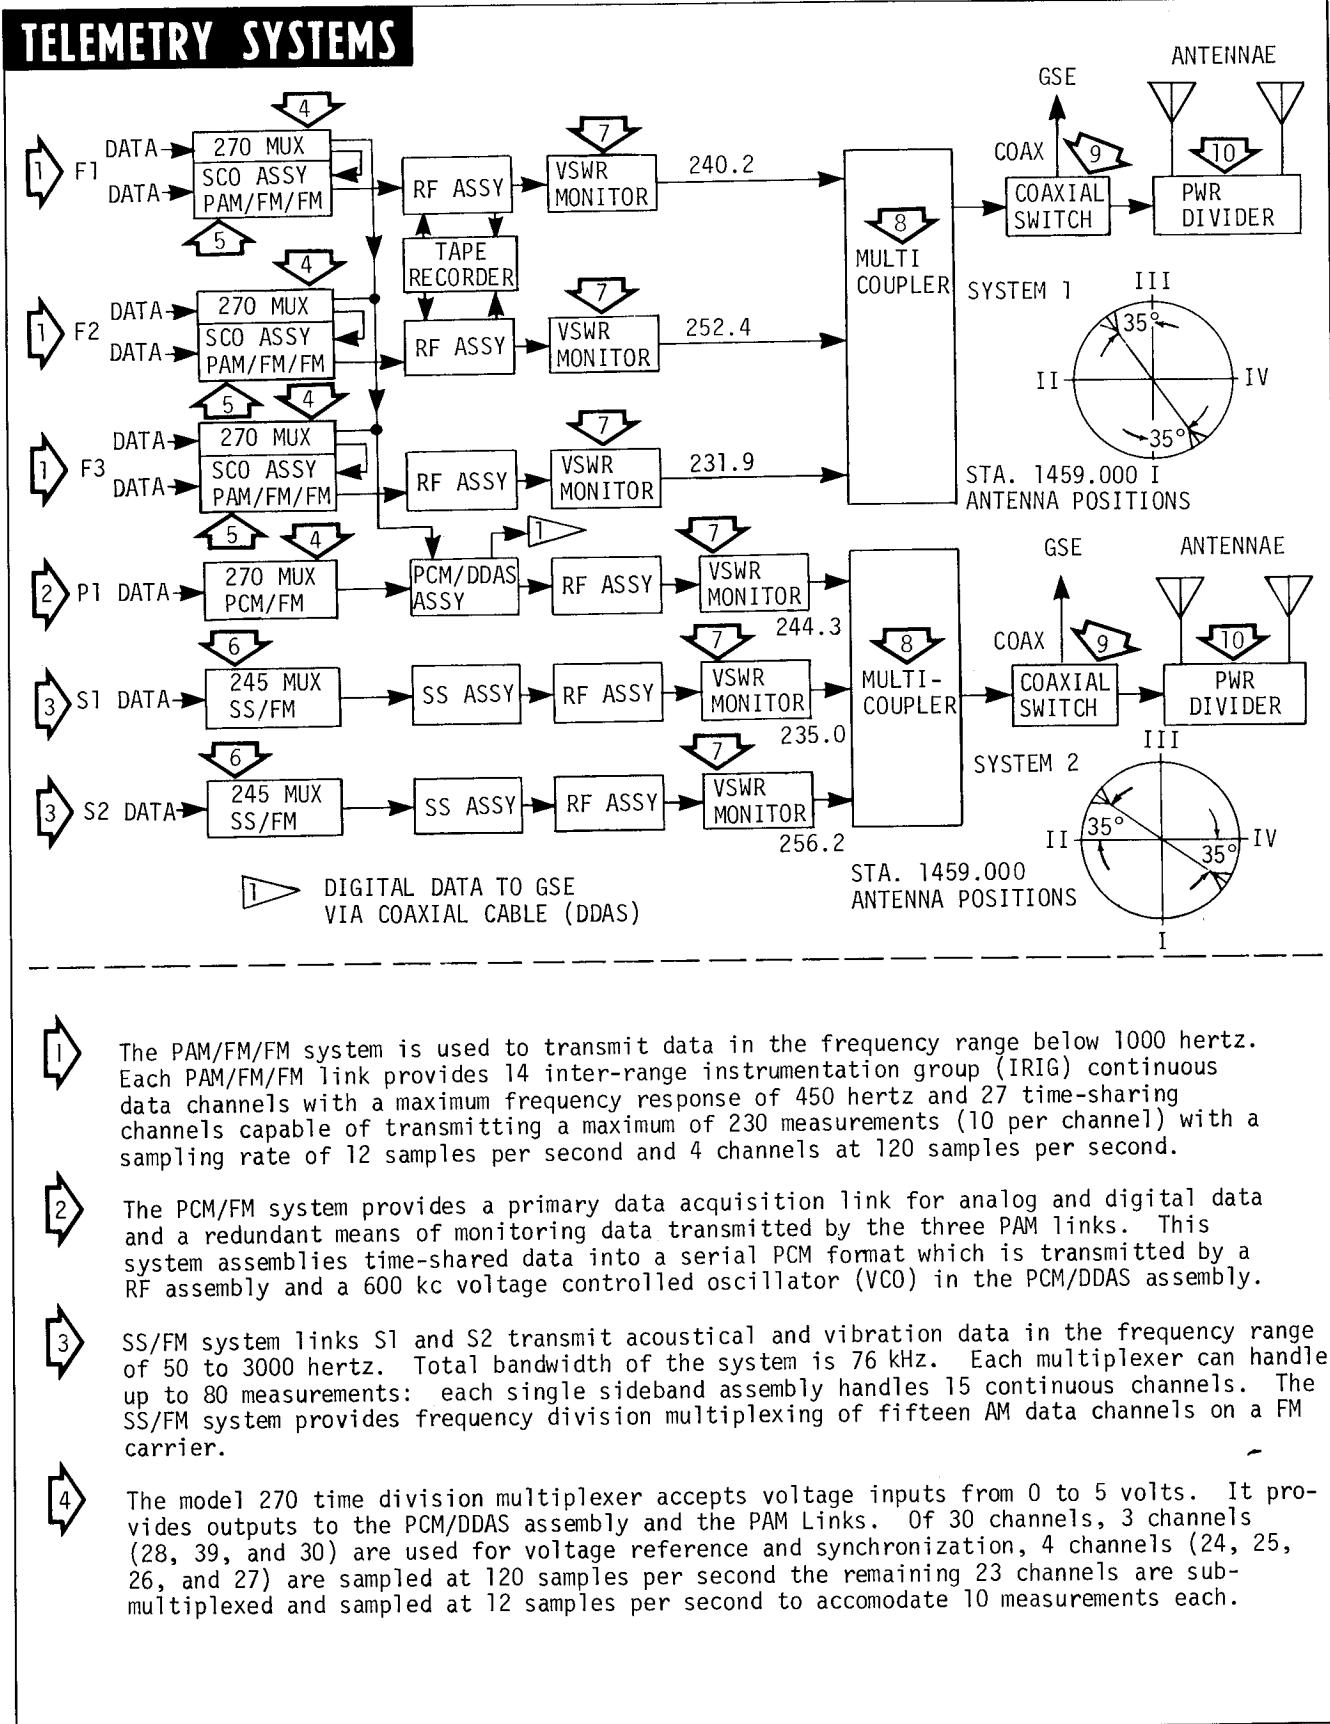 TELEMETRY SYSTEMS
ANTENNAE
GSE
4
7
COAX
9
10
1
F1
DATA
270 MUX
DATA
SCO ASSY
PAM/FM/FM
RF ASSY
VSWR
MONITOR
240.2
COAXIAL
SWITCH
PWR
DIVIDER
5
4
TAPE
RECORDER
7
8
MULTI
COUPLER
SYSTEM 1
III
35°
II
IV
35°
1
F2
DATA
270 MUX
DATA
SCO ASSY
PAM/FM/FM
RF ASSY
VSWR
MONITOR
252.4
5
4
7
1
F3
DATA
270 MUX
DATA
SCO ASSY
PAM/FM/FM
RF ASSY
VSWR
MONITOR
231.9
STA. 1459.000 I
ANTENNA POSITIONS
5
4
1
7
GSE
ANTENNAE
2
P1 DATA
270 MUX
PCM/FM
PCM/DDAS
ASSY
RF ASSY
VSWR
MONITOR
244.3
6
7
8
COAX
9
10
3
S1 DATA
245 MUX
SS/FM
SS ASSY
RF ASSY
VSWR
MONITOR
235.0
MULTI-
COUPLER
COAXIAL
SWITCH
PWR
DIVIDER
6
7
SYSTEM 2
III
3
S2 DATA
245 MUX
SS/FM
SS ASSY
RF ASSY
VSWR
MONITOR
256.2
35°
II
IV
35°
I
1
DIGITAL DATA TO GSE
VIA COAXIAL CABLE (DDAS)
STA. 1459.000
ANTENNA POSITIONS
1
The PAM/FM/FM system is used to transmit data in the frequency range below 1000 hertz.
Each PAM/FM/FM link provides 14 inter-range instrumentation group (IRIG) continuous
data channels with a maximum frequency response of 450 hertz and 27 time-sharing
channels capable of transmitting a maximum of 230 measurements (10 per channel) with a
sampling rate of 12 samples per second and 4 channels at 120 samples per second.
2
The PCM/FM system provides a primary data acquisition link for analog and digital data
and a redundant means of monitoring data transmitted by the three PAM links. This
system assemblies time-shared data into a serial PCM format which is transmitted by a
RF assembly and a 600 kc voltage controlled oscillator (VCO) in the PCM/DDAS assembly.
3
SS/FM system links S1 and S2 transmit acoustical and vibration data in the frequency range
of 50 to 3000 hertz. Total bandwidth of the system is 76 kHz. Each multiplexer can handle
up to 80 measurements: each single sideband assembly handles 15 continuous channels. The
SS/FM system provides frequency division multiplexing of fifteen AM data channels on a FM
carrier.
4
The model 270 time division multiplexer accepts voltage inputs from 0 to 5 volts. It pro-
vides outputs to the PCM/DDAS assembly and the PAM Links. Of 30 channels, 3 channels
(28, 39, and 30) are used for voltage reference and synchronization, 4 channels (24, 25,
26, and 27) are sampled at 120 samples per second the remaining 23 channels are sub-
multiplexed and sampled at 12 samples per second to accomodate 10 measurements each.